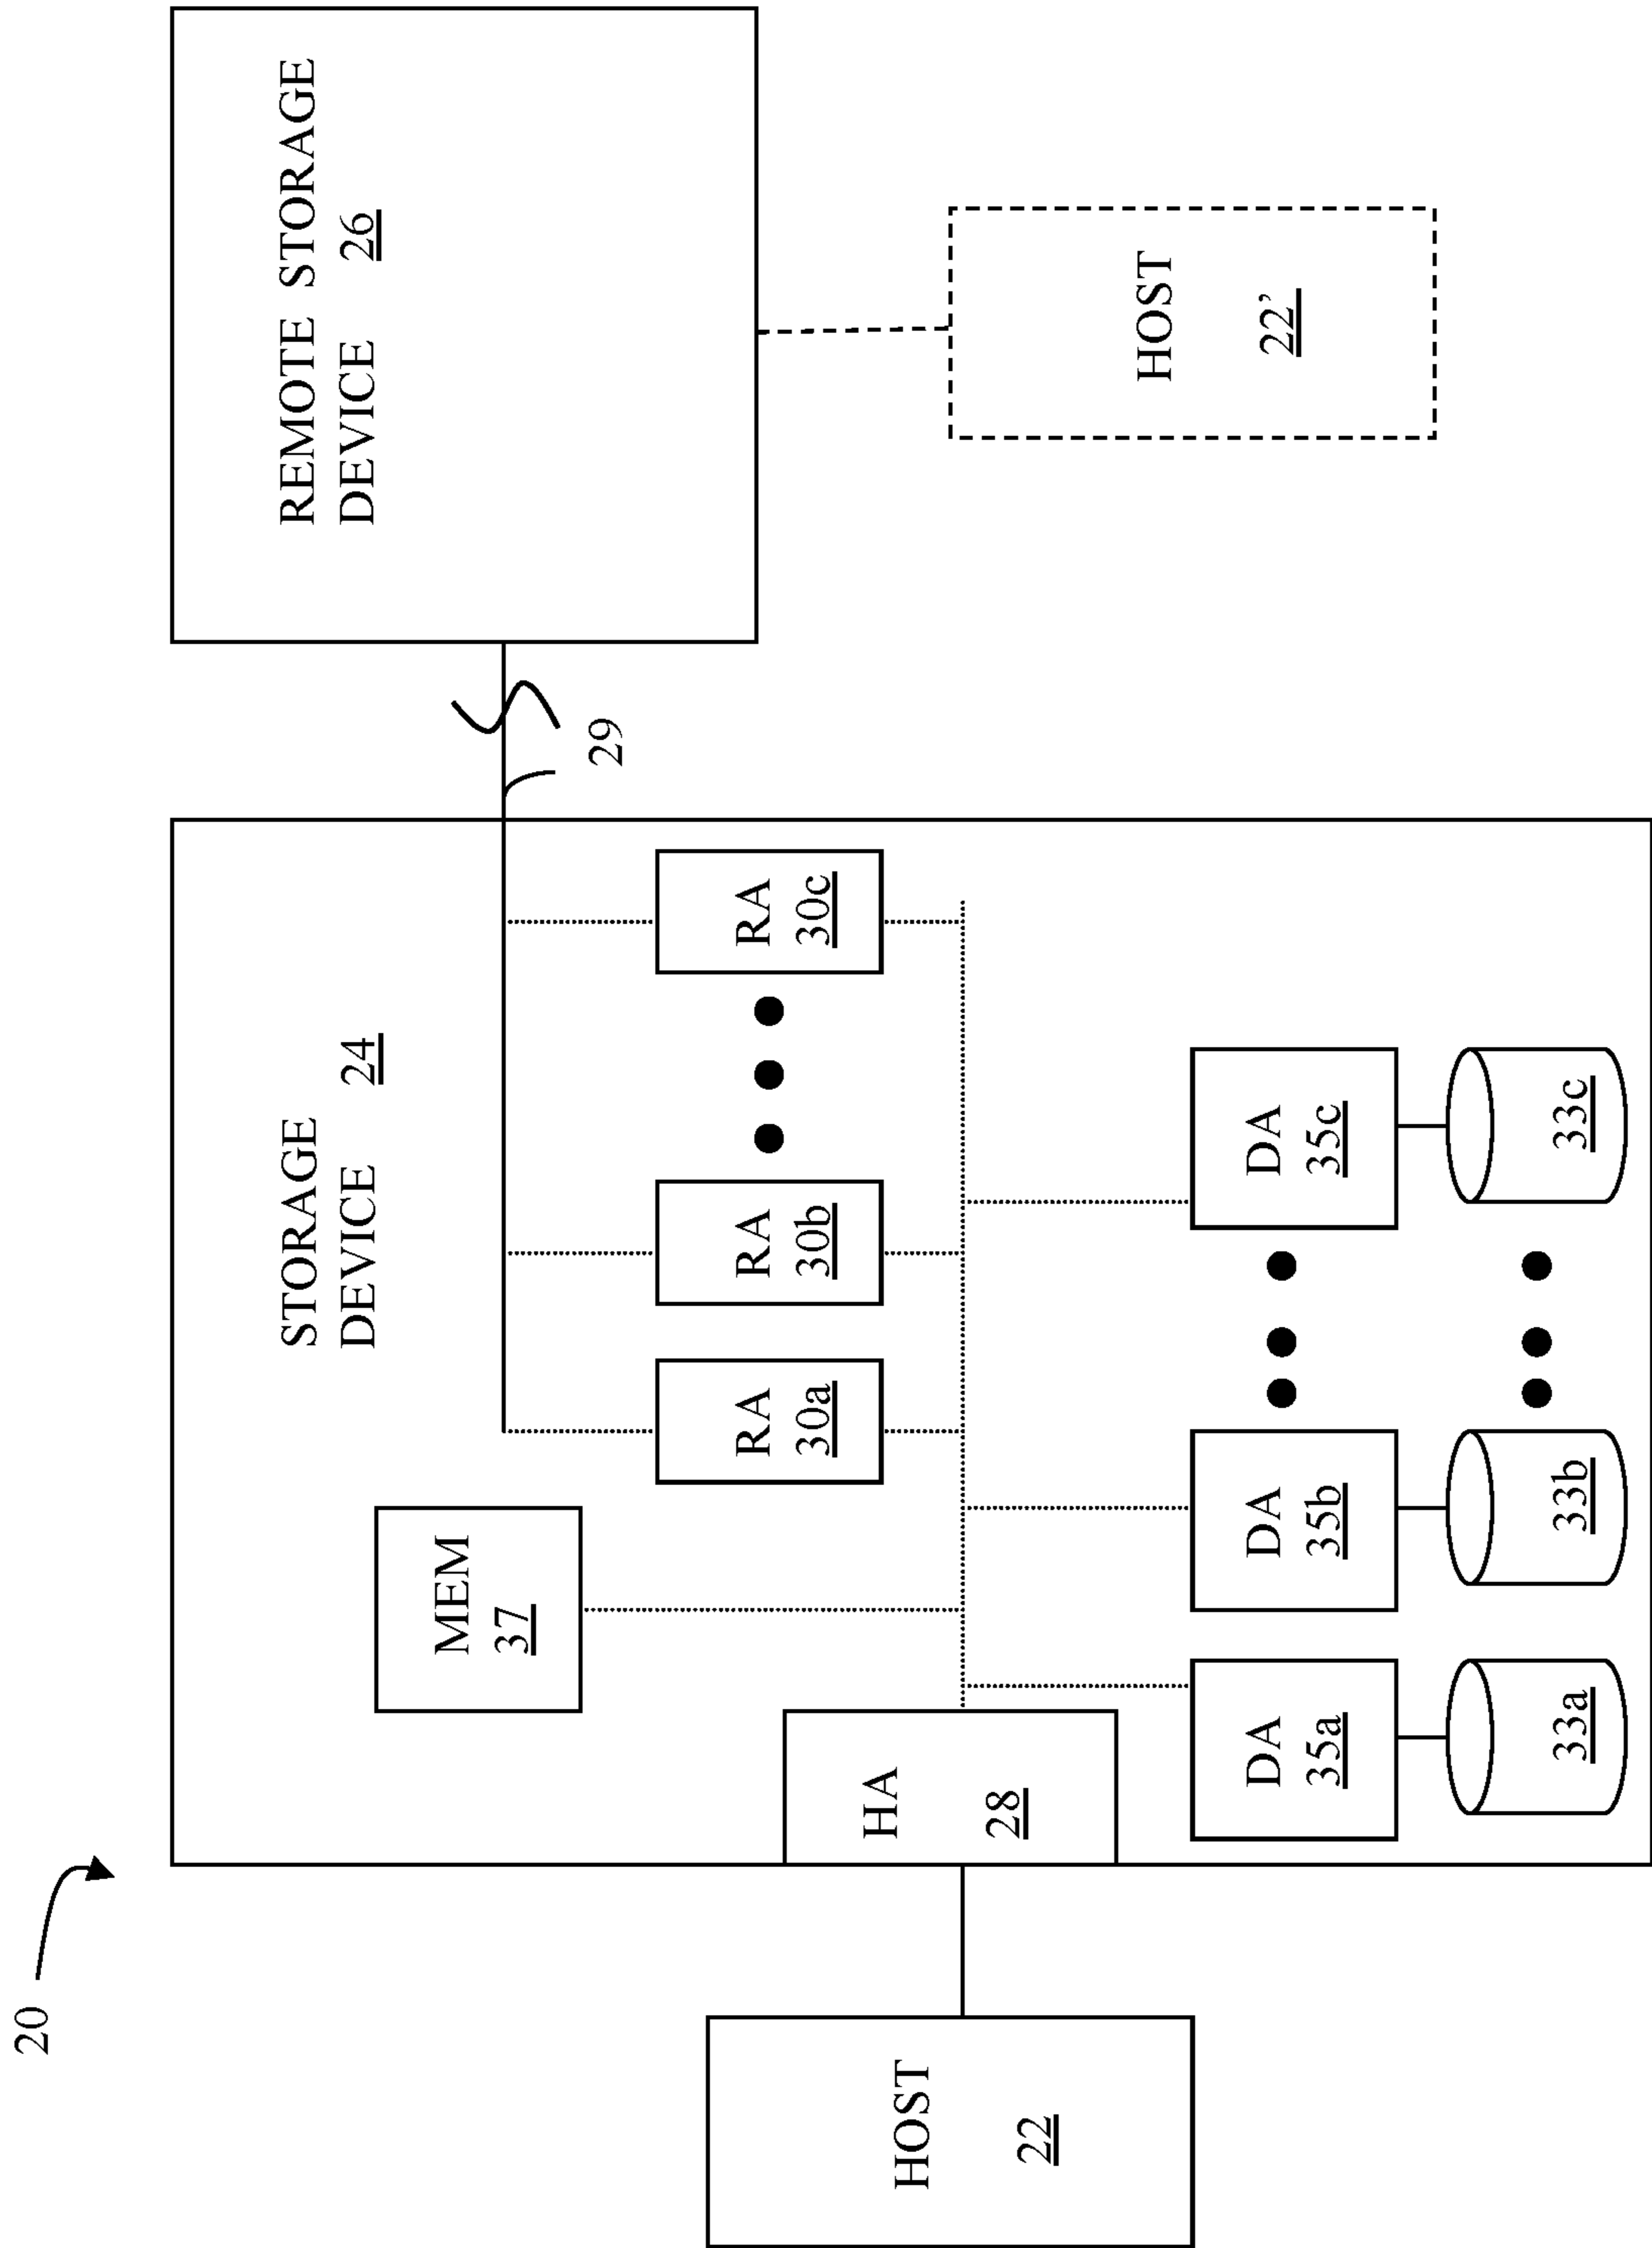 20
HOST
22
STORAGE
DEVICE 24
HA
28
MEM
37
RA
30a
RA
30b
RA
30c
DA
35a
DA
35b
DA
35c
33a
33b
33c
29
REMOTE STORAGE
DEVICE 26
HOST
22’